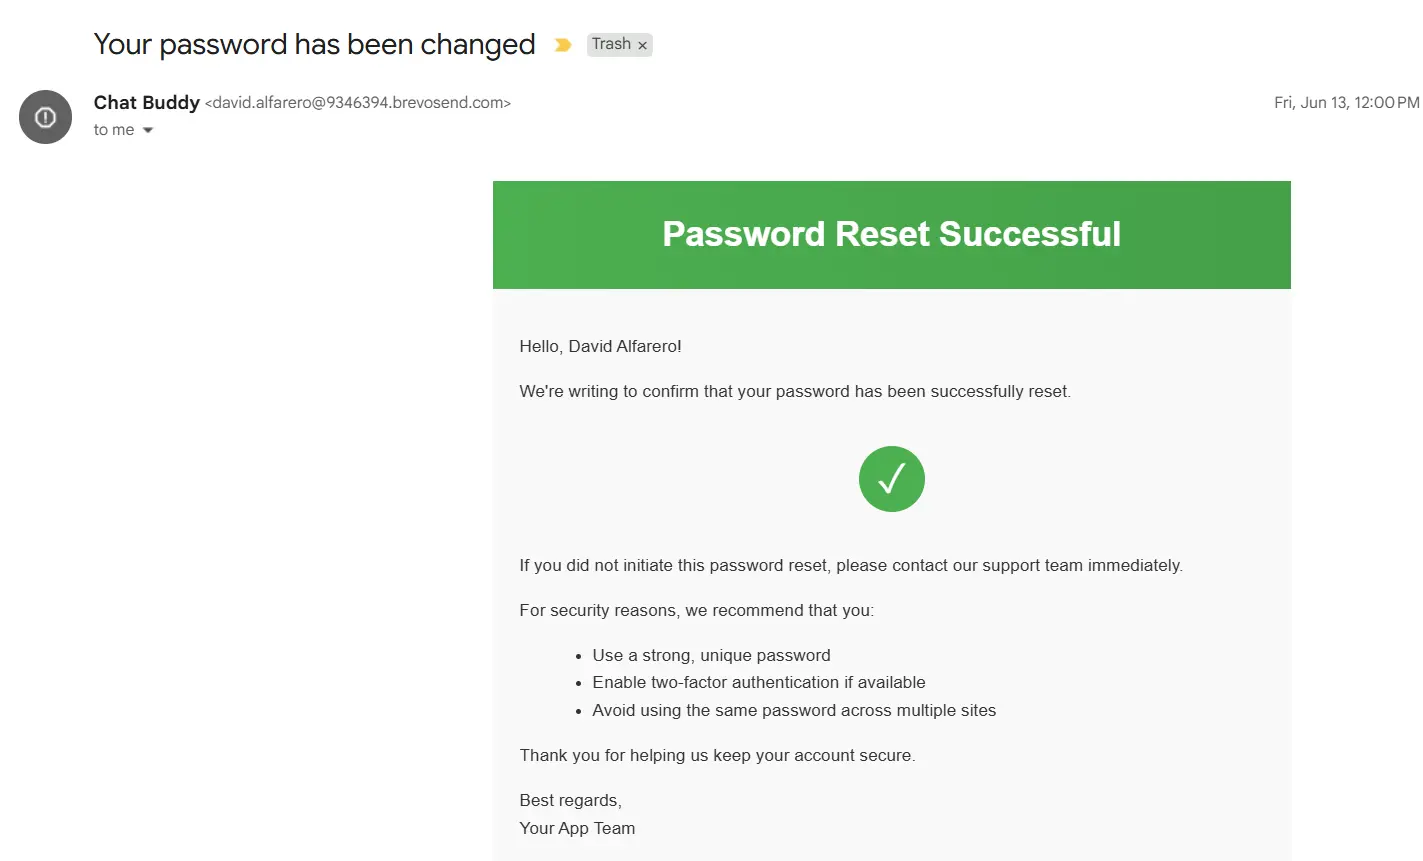 Your password has been changed
Trash ×
Chat Buddy <david.alfarero@9346394.brevosend.com>
Fri, Jun 13, 12:00 PM
to me
Password Reset Successful
Hello, David Alfarero!
We're writing to confirm that your password has been successfully reset.
If you did not initiate this password reset, please contact our support team immediately.
For security reasons, we recommend that you:
• Use a strong, unique password
• Enable two-factor authentication if available
• Avoid using the same password across multiple sites
Thank you for helping us keep your account secure.
Best regards,
Your App Team